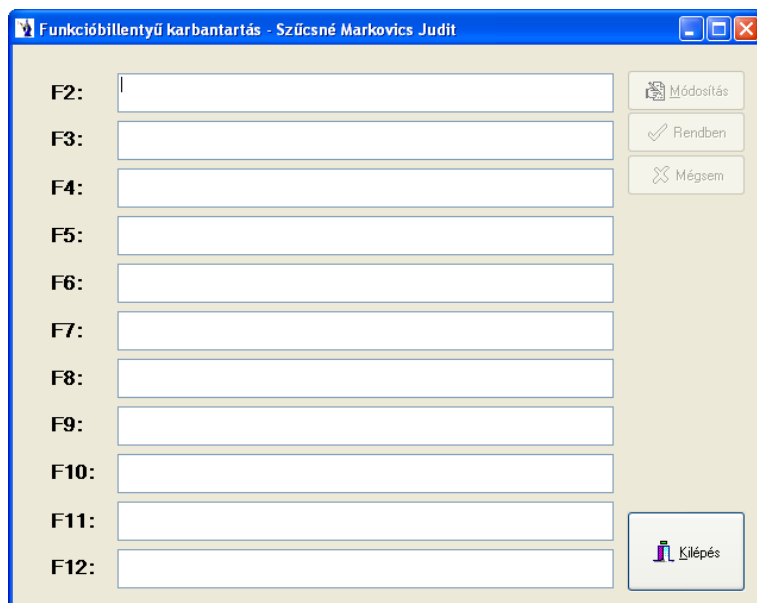 Funkcióbillentyű karbantartás - Szűcsné Markovics Judit
F2:
Módosítás
F3:
Rendben
F4:
Mégsem
F5:
F6:
F7:
F8:
F9:
F10:
F11:
F12:
Kilépés